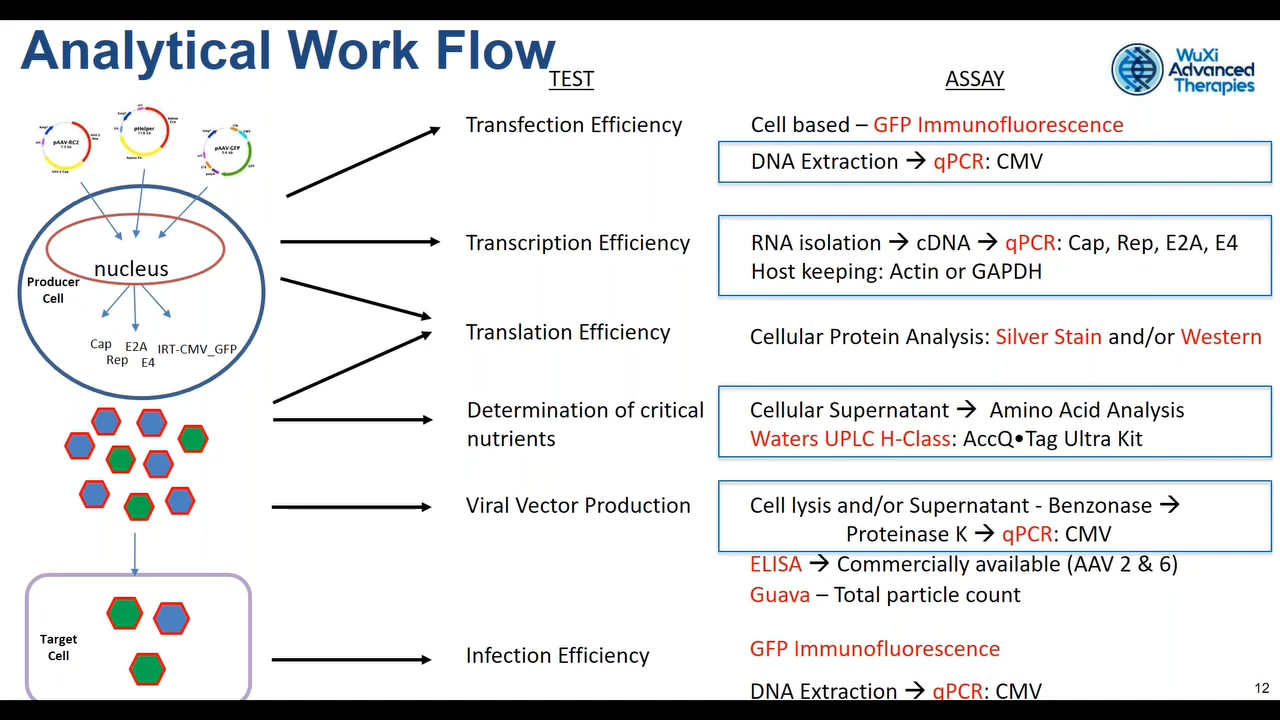 Analytical Work Flow
WuXi
Advanced
Therapies
TEST
ASSAY
pAAV-RC2
pHelper
pAAV-GFP
nucleus
Producer
Cell
Cap
E2A
IRT-CMV_GFP
Rep
E4
Target
Cell
Transfection Efficiency
Cell based – GFP Immunofluorescence
DNA Extraction → qPCR: CMV
Transcription Efficiency
RNA isolation → cDNA → qPCR: Cap, Rep, E2A, E4
Host keeping: Actin or GAPDH
Translation Efficiency
Cellular Protein Analysis: Silver Stain and/or Western
Determination of critical
nutrients
Cellular Supernatant → Amino Acid Analysis
Waters UPLC H-Class: AccQ•Tag Ultra Kit
Viral Vector Production
Cell lysis and/or Supernatant - Benzonase →
Proteinase K → qPCR: CMV
ELISA → Commercially available (AAV 2 & 6)
Guava – Total particle count
Infection Efficiency
GFP Immunofluorescence
DNA Extraction → qPCR: CMV
12